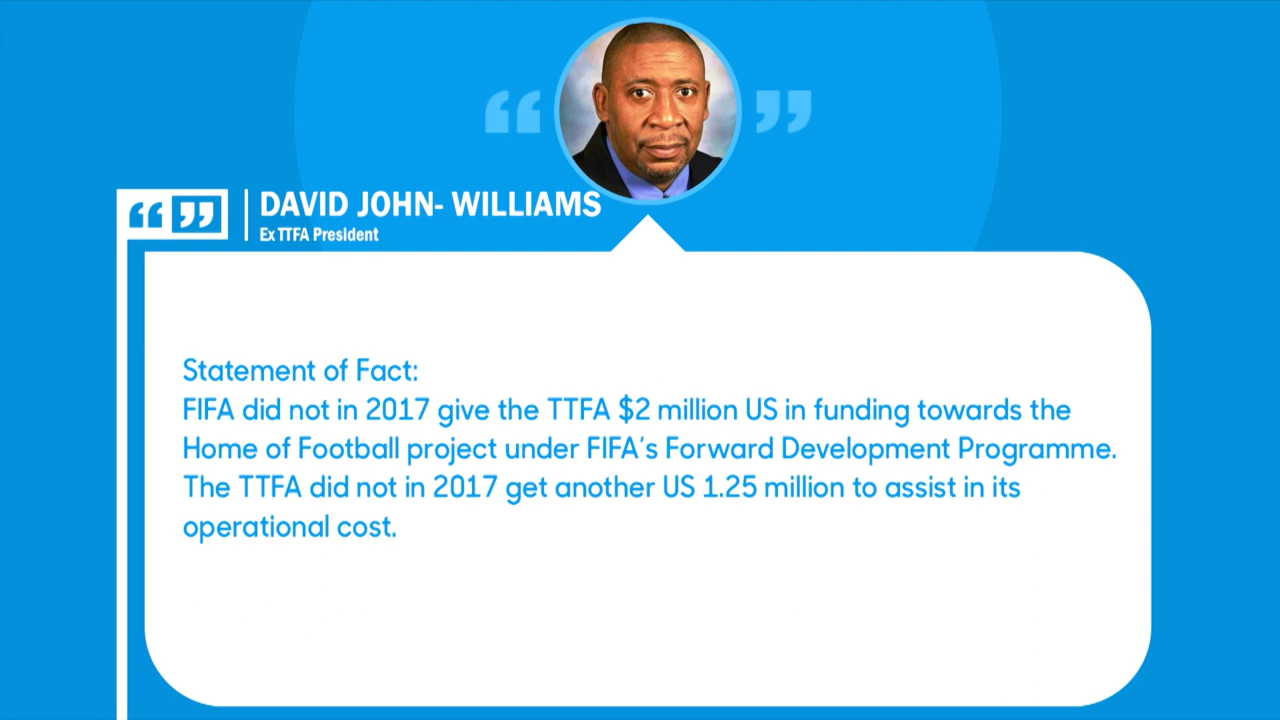 DAVID JOHN- WILLIAMS
Ex TTFA President
Statement of Fact:
FIFA did not in 2017 give the TTFA $2 million US in funding towards the
Home of Football project under FIFA's Forward Development Programme.
The TTFA did not in 2017 get another US 1.25 million to assist in its
operational cost.